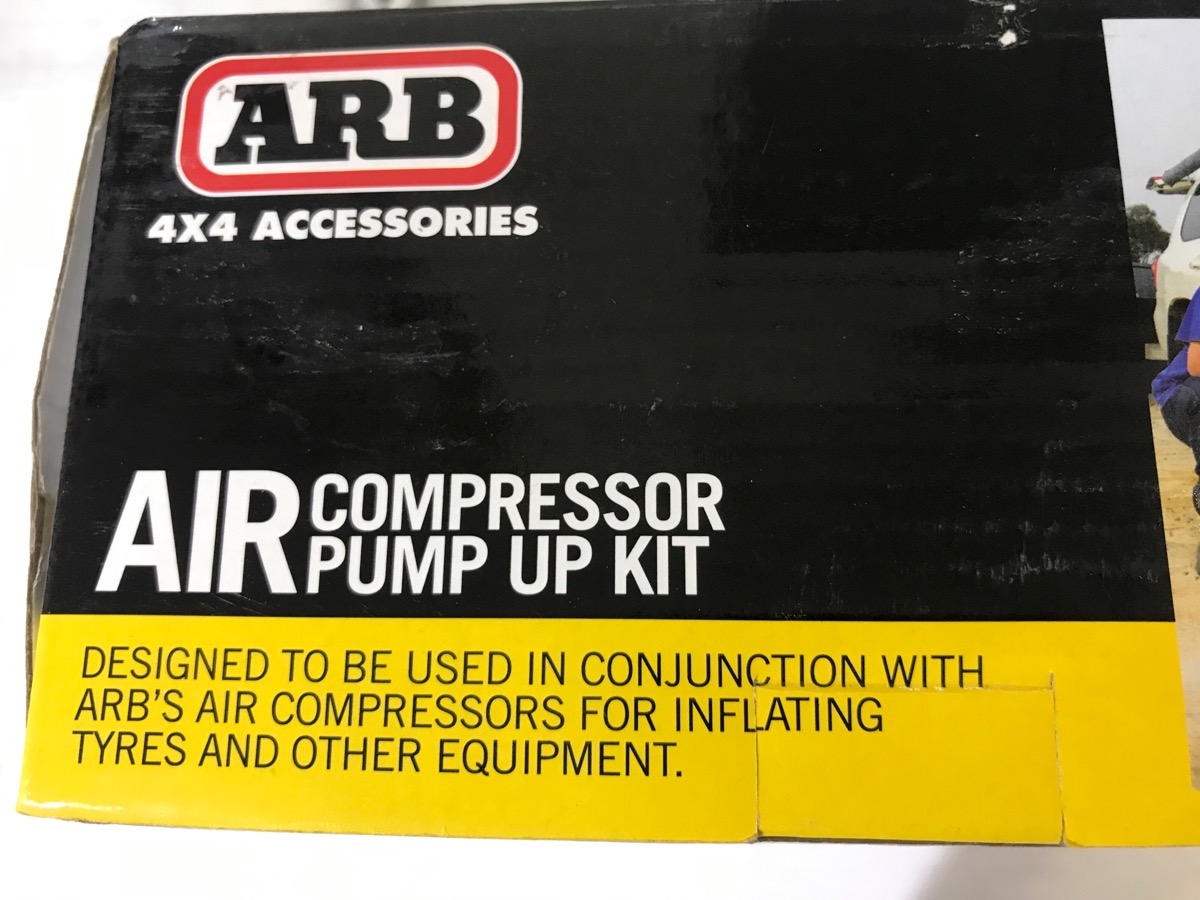 ARB
4X4 ACCESSORIES
AIR COMPRESSOR
PUMP UP KIT
DESIGNED TO BE USED IN CONJUNCTION WITH
ARB'S AIR COMPRESSORS FOR INFLATING
TYRES AND OTHER EQUIPMENT.